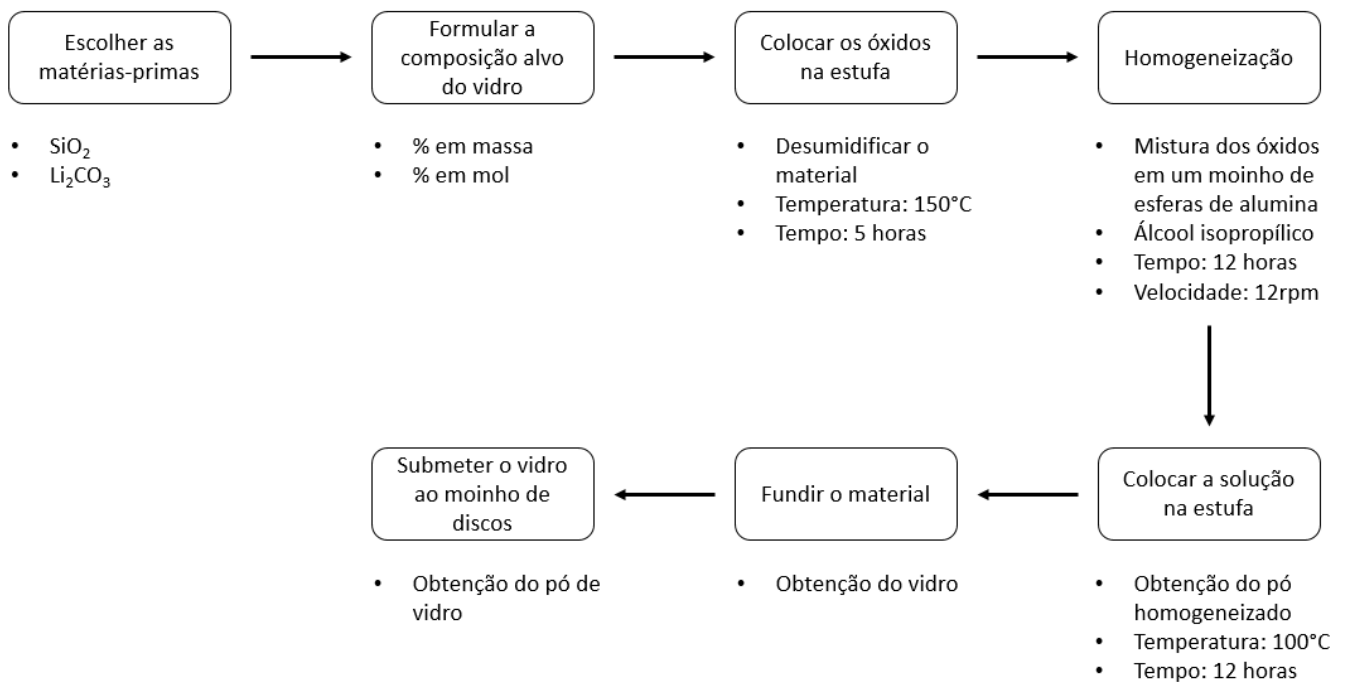 Escolher as
matérias-primas
• SiO₂
• Li₂CO₃
Formular a
composição alvo
do vidro
• % em massa
• % em mol
Colocar os óxidos
na estufa
• Desumidificar o
material
• Temperatura: 150°C
• Tempo: 5 horas
Homogeneização
• Mistura dos óxidos
em um moinho de
esferas de alumina
• Álcool isopropílico
• Tempo: 12 horas
• Velocidade: 12rpm
Colocar a solução
na estufa
• Obtenção do pó
homogeneizado
• Temperatura: 100°C
• Tempo: 12 horas
Fundir o material
• Obtenção do vidro
Submeter o vidro
ao moinho de
discos
• Obtenção do pó de
vidro